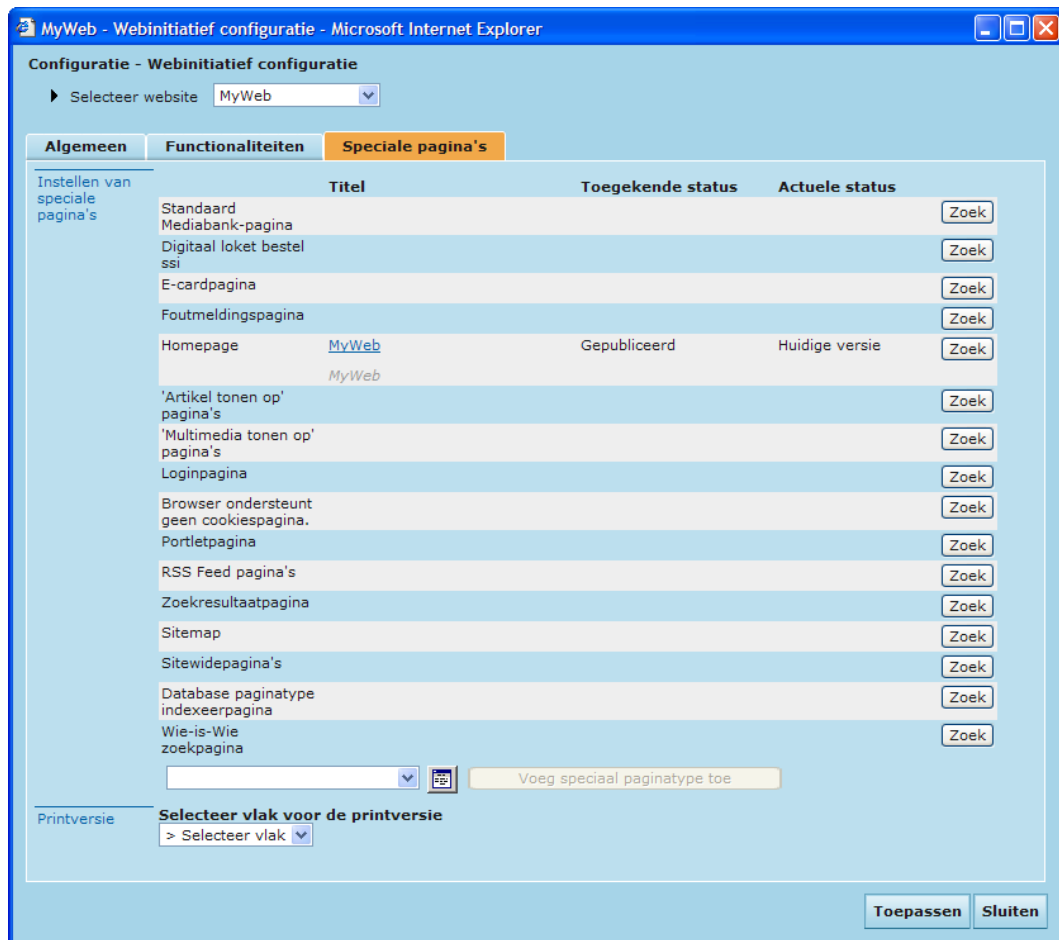 MyWeb - Webinitiatief configuratie - Microsoft Internet Explorer
Configuratie - Webinitiatief configuratie
Selecteer website MyWeb
Algemeen Functionaliteiten Speciale pagina's
Instellen van
speciale
pagina's
Titel Toegekende status Actuele status
Standaard
Mediabank-pagina Zoek
Digitaal loket bestel
ssi Zoek
E-cardpagina Zoek
Foutmeldingspagina Zoek
Homepage MyWeb Gepubliceerd Huidige versie Zoek
MyWeb
'Artikel tonen op'
pagina's Zoek
'Multimedia tonen op'
pagina's Zoek
Loginpagina Zoek
Browser ondersteunt
geen cookiespagina. Zoek
Portletpagina Zoek
RSS Feed pagina's Zoek
Zoekresultaatpagina Zoek
Sitemap Zoek
Sitewidepagina's Zoek
Database paginatype
indexeerpagina Zoek
Wie-is-Wie
zoekpagina Zoek
Voeg speciaal paginatype toe
Printversie
Selecteer vlak voor de printversie
> Selecteer vlak
Toepassen Sluiten